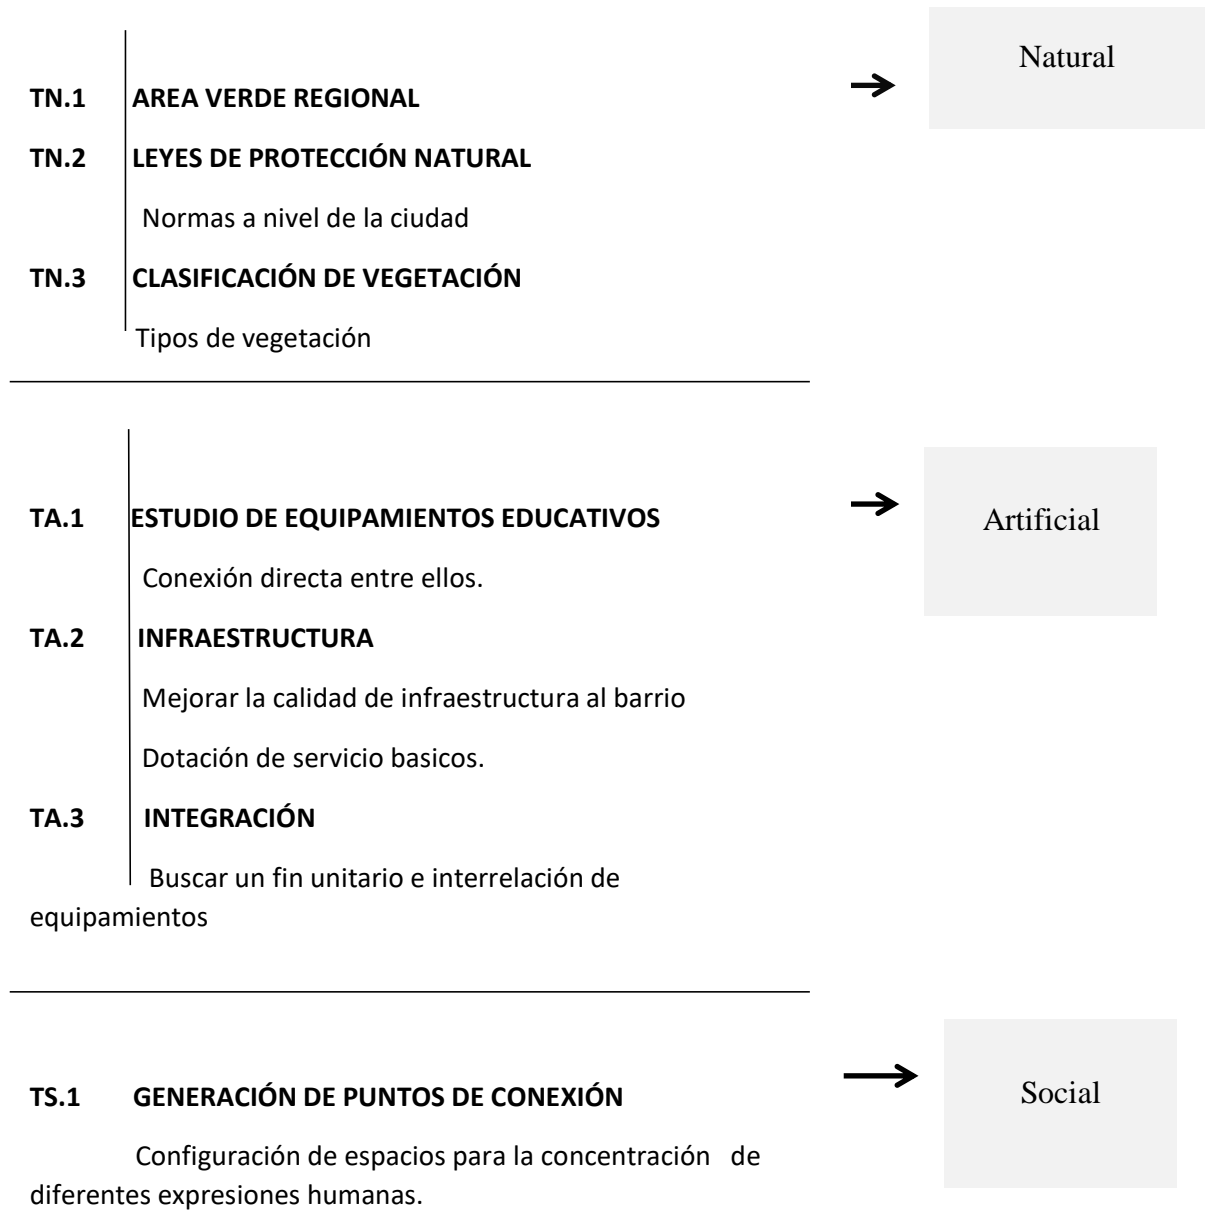 Natural
TN.1 AREA VERDE REGIONAL
TN.2 LEYES DE PROTECCIÓN NATURAL
Normas a nivel de la ciudad
TN.3 CLASIFICACIÓN DE VEGETACIÓN
Tipos de vegetación
TA.1 ESTUDIO DE EQUIPAMIENTOS EDUCATIVOS
Artificial
Conexión directa entre ellos.
TA.2 INFRAESTRUCTURA
Mejorar la calidad de infraestructura al barrio
Dotación de servicio basicos.
TA.3 INTEGRACIÓN
Buscar un fin unitario e interrelación de
equipamientos
Social
TS.1 GENERACIÓN DE PUNTOS DE CONEXIÓN
Configuración de espacios para la concentración de
diferentes expresiones humanas.